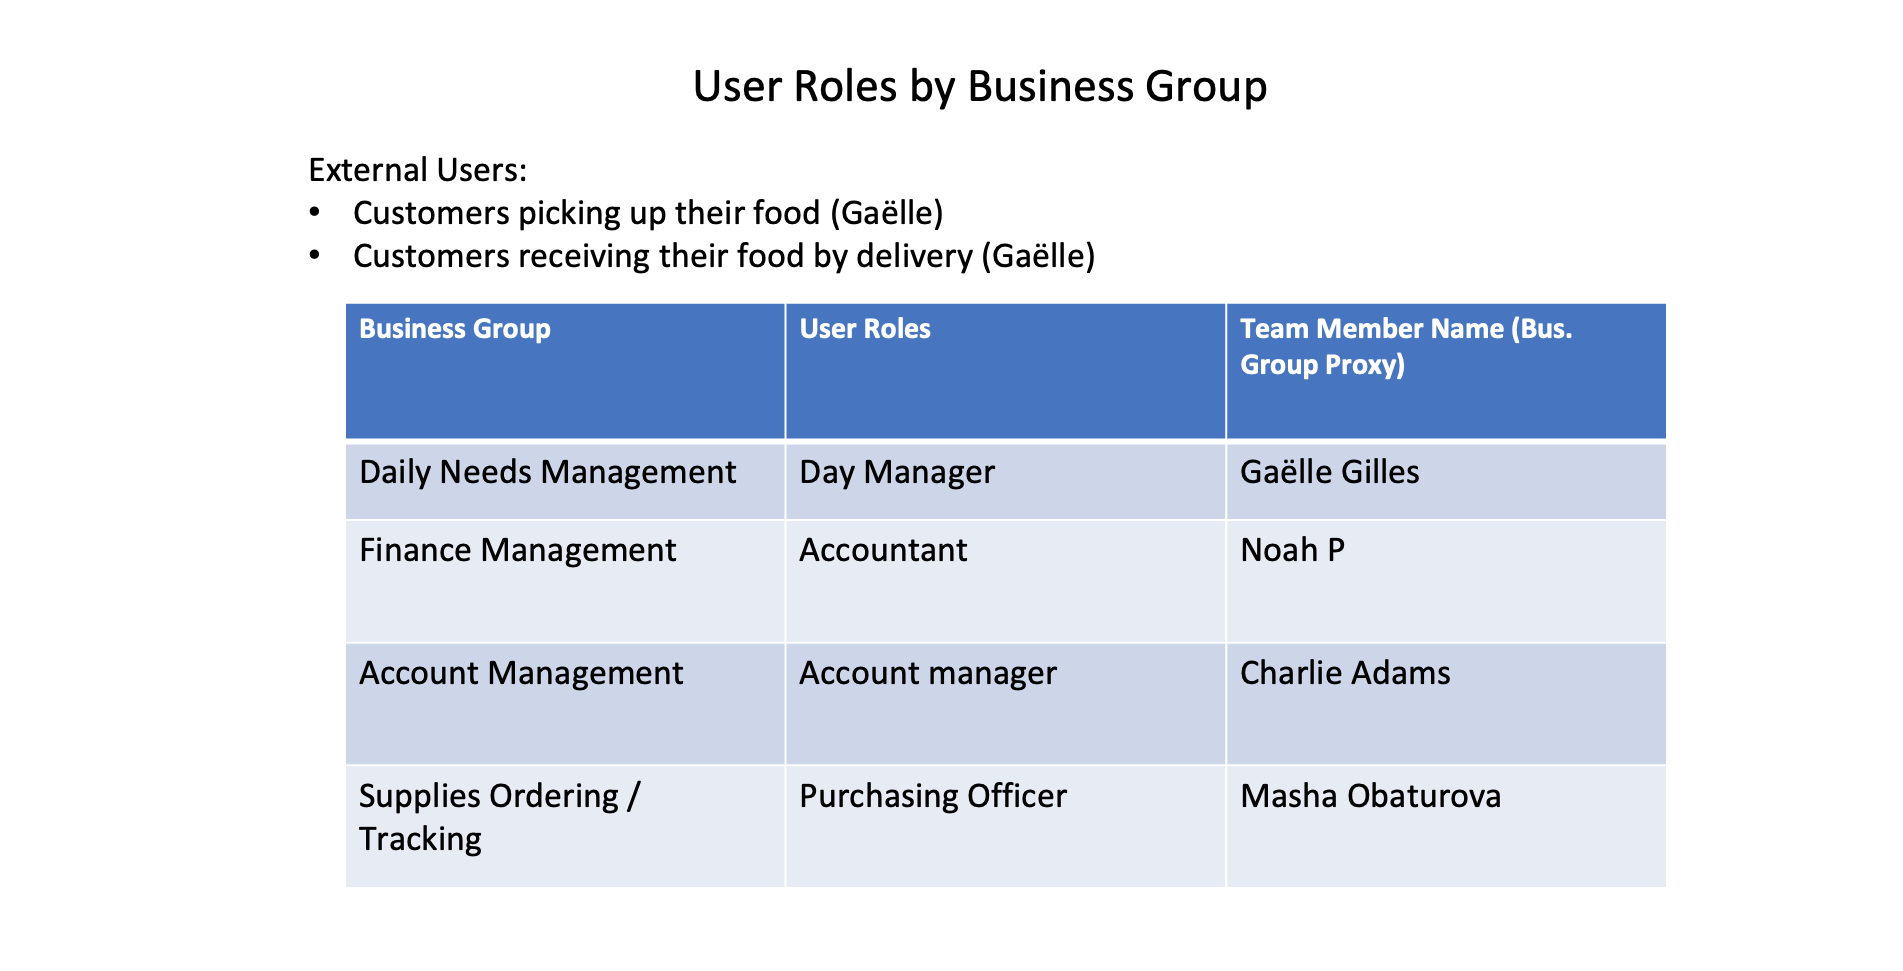 User Roles by Business Group
External Users:
• Customers picking up their food (Gaëlle)
• Customers receiving their food by delivery (Gaëlle)
Business Group
User Roles
Team Member Name (Bus.
Group Proxy)
Daily Needs Management
Day Manager
Gaëlle Gilles
Finance Management
Accountant
Noah P
Account Management
Account manager
Charlie Adams
Supplies Ordering /
Tracking
Purchasing Officer
Masha Obaturova